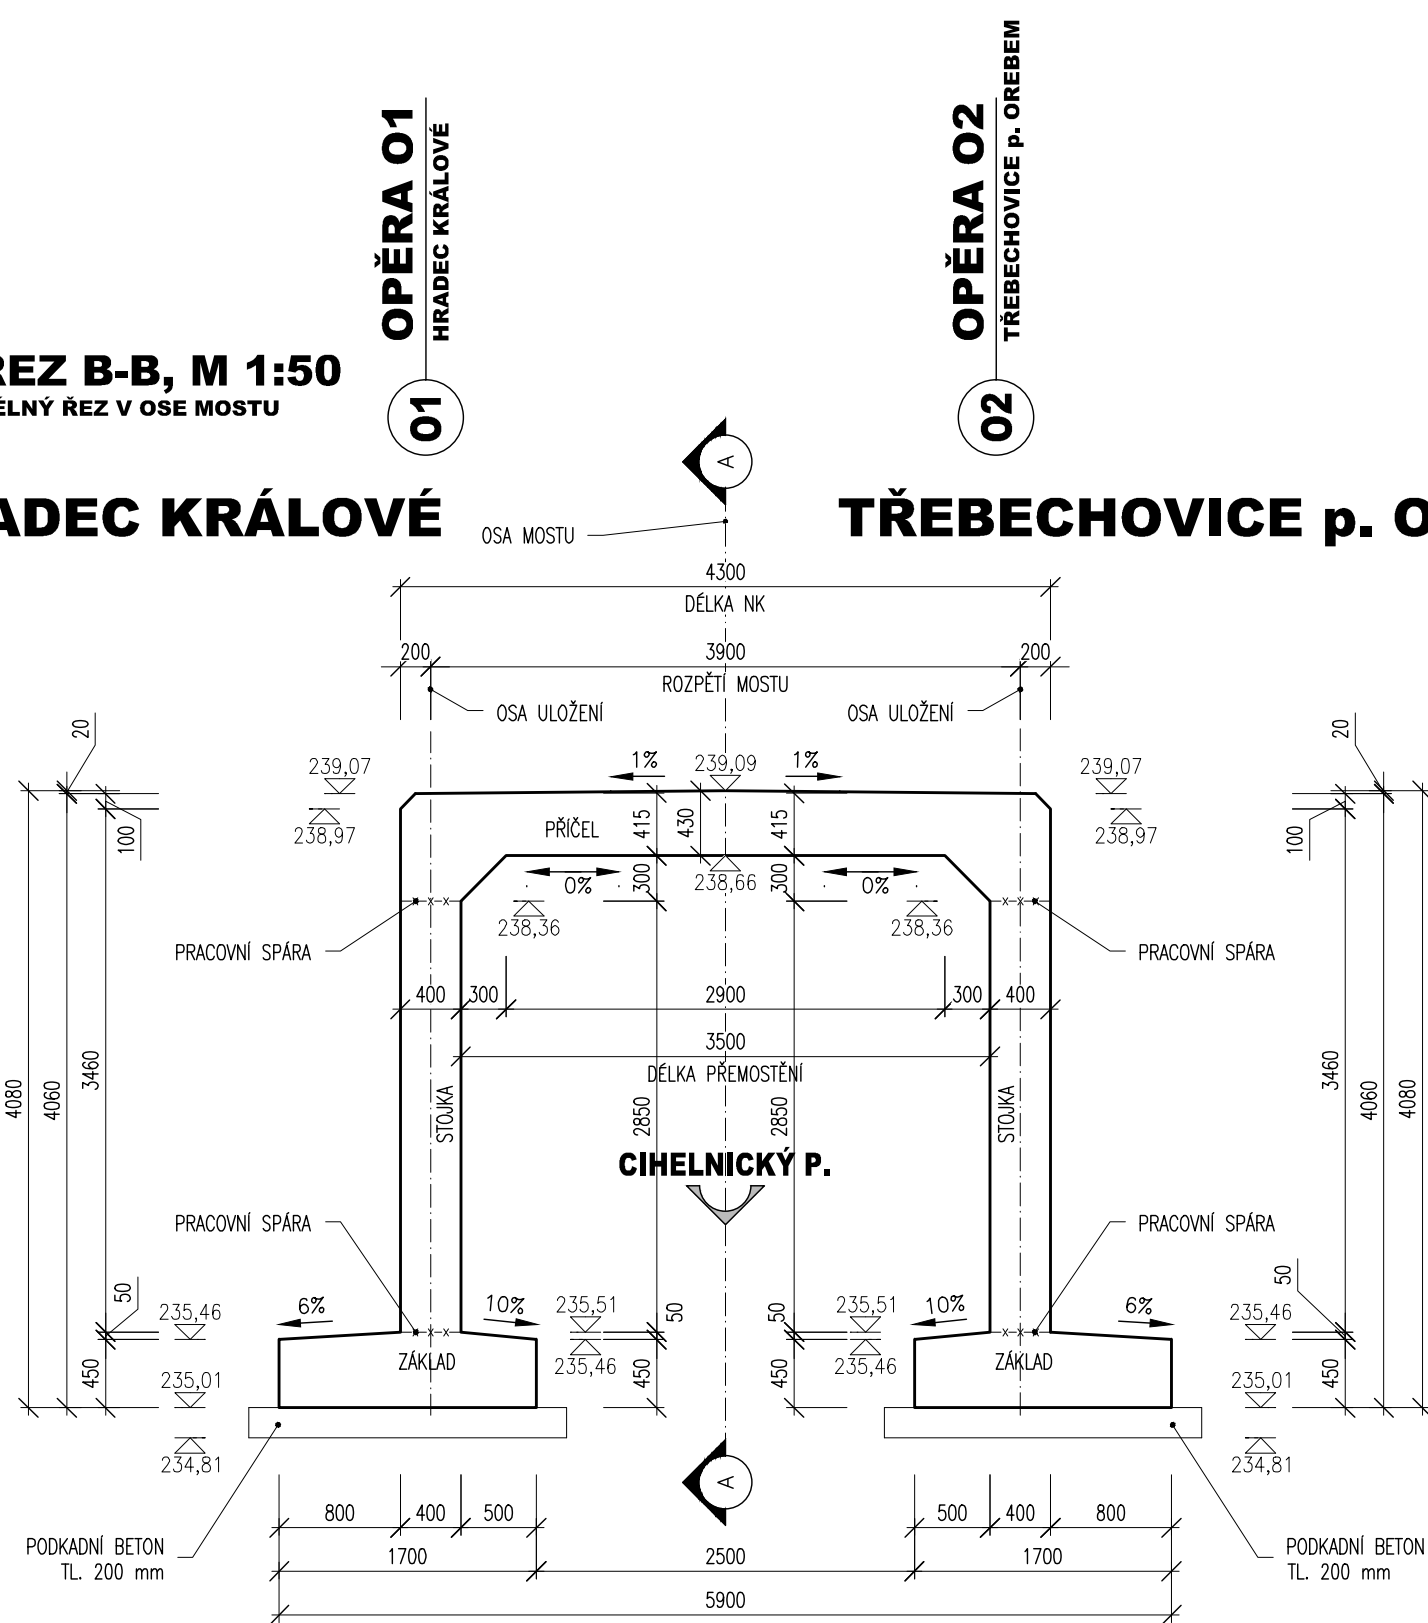 OPĚRA O1
HRADEC KRÁLOVÉ
OPĚRA O2
TŘEBECHOVICE p. OREBEM
ŘEZ B-B, M 1:50
ĚLNÝ ŘEZ V OSE MOSTU
O1
O2
A
ADEC KRÁLOVÉ
TŘEBECHOVICE p. O
OSA MOSTU
4300
DÉLKA NK
200
3900
200
ROZPĚTÍ MOSTU
OSA ULOŽENÍ
OSA ULOŽENÍ
20
20
239,07
1%
239,09
1%
239,07
238,97
100
PŘÍČEL
415
430
415
238,97
100
0%
300
238,66
300
0%
238,36
238,36
PRACOVNÍ SPÁRA
PRACOVNÍ SPÁRA
400
300
2900
300
400
3500
DÉLKA PŘEMOSTĚNÍ
4080
4060
3460
STOJKA
2850
2850
STOJKA
3460
4060
4080
CIHELNICKÝ P.
PRACOVNÍ SPÁRA
PRACOVNÍ SPÁRA
50
235,46
6%
10%
235,51
50
50
235,51
10%
6%
50
235,46
450
235,01
ZÁKLAD
235,46
450
450
235,46
ZÁKLAD
235,01
450
234,81
234,81
A
800
400
500
500
400
800
PODKADNÍ BETON
TL. 200 mm
1700
2500
1700
PODKADNÍ BETON
TL. 200 mm
5900